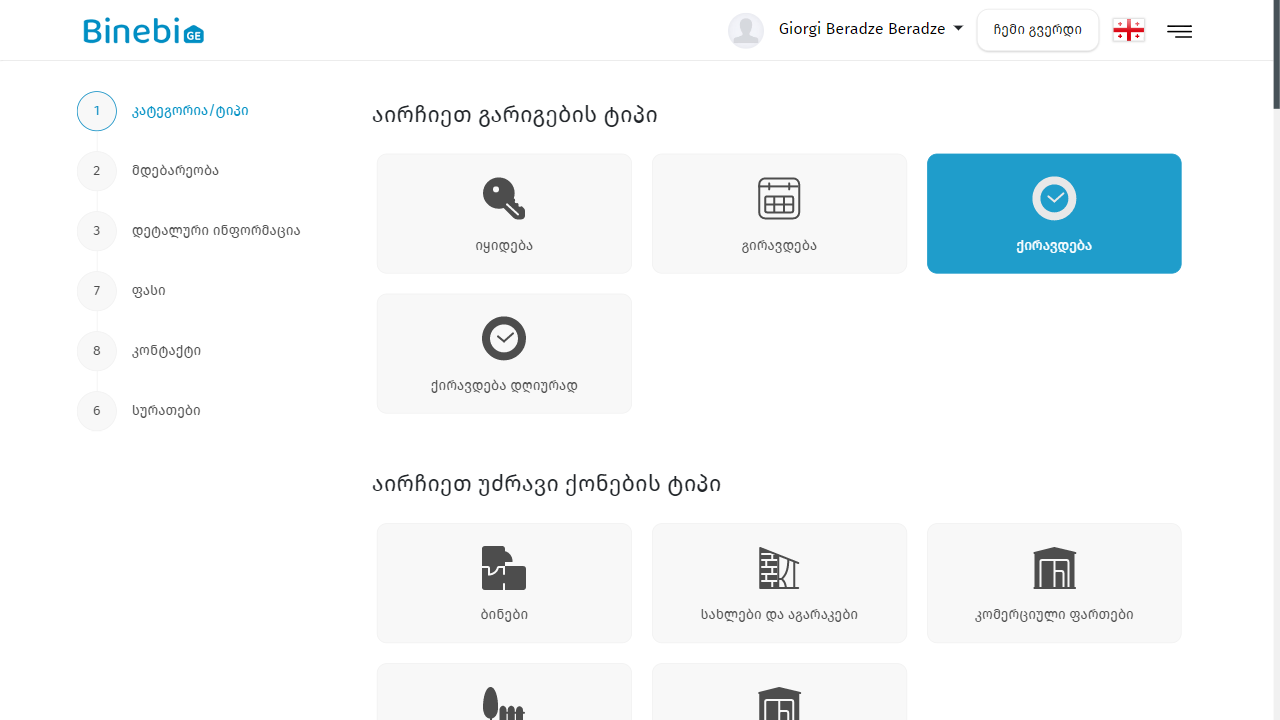 Binebi GE
Giorgi Beradze Beradze
ჩემი გვერდი
1 კატეგორია/ტიპი
2 მდებარეობა
3 დეტალური ინფორმაცია
7 ფასი
8 კონტაქტი
6 სურათები
აირჩიეთ გარიგების ტიპი
იყიდება
გირავდება
ქირავდება
ქირავდება დღიურად
აირჩიეთ უძრავი ქონების ტიპი
ბინები
სახლები და აგარაკები
კომერციული ფართები